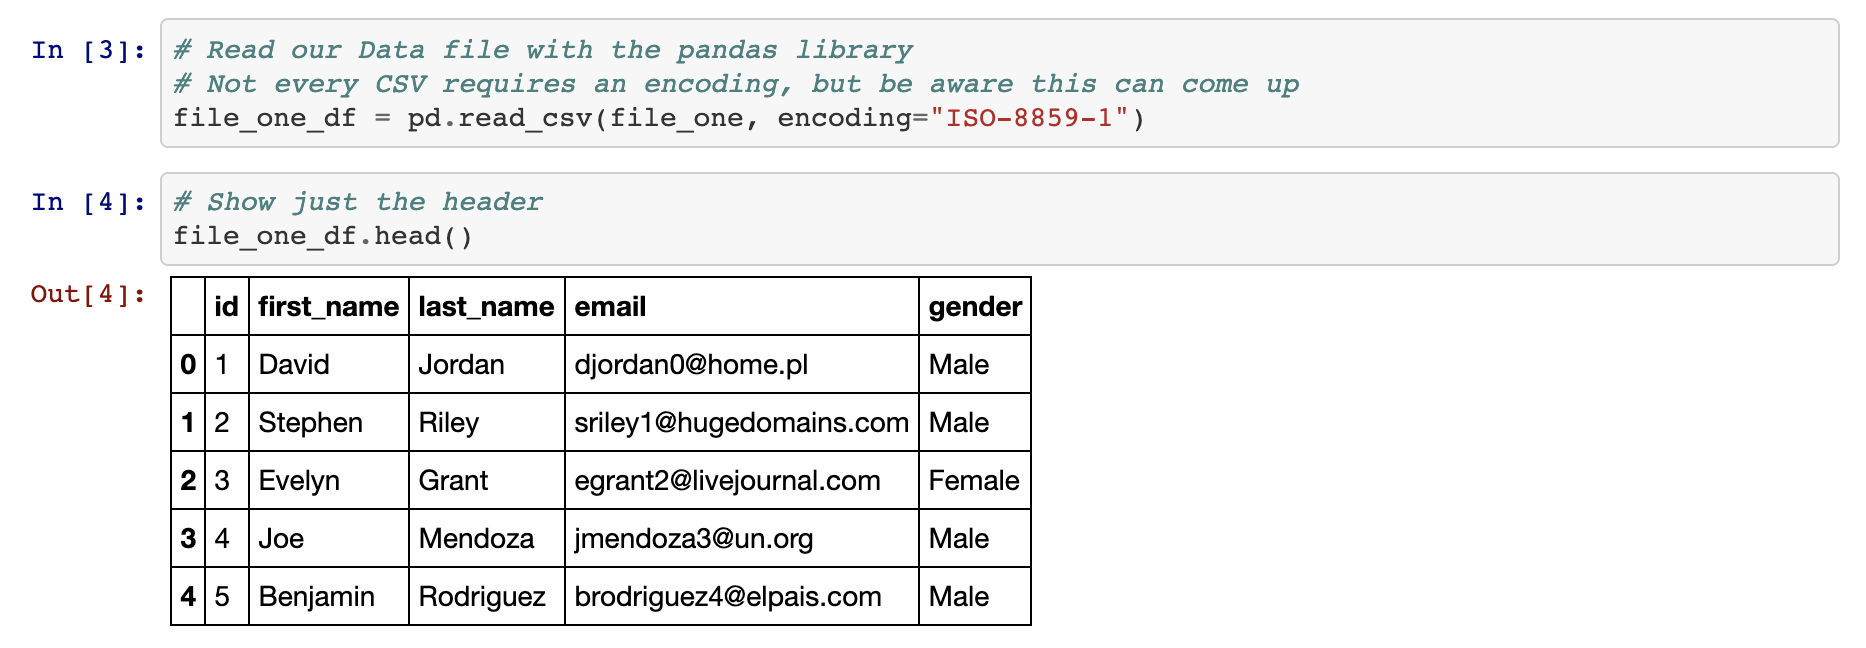 In [3]: # Read our Data file with the pandas library
# Not every CSV requires an encoding, but be aware this can come up
file_one_df = pd.read_csv(file_one, encoding="ISO-8859-1")
In [4]: # Show just the header
file_one_df.head()
Out[4]:
id first_name last_name email gender
0 1 David Jordan djordan0@home.pl Male
1 2 Stephen Riley sriley1@hugedomains.com Male
2 3 Evelyn Grant egrant2@livejournal.com Female
3 4 Joe Mendoza jmendoza3@un.org Male
4 5 Benjamin Rodriguez brodriguez4@elpais.com Male